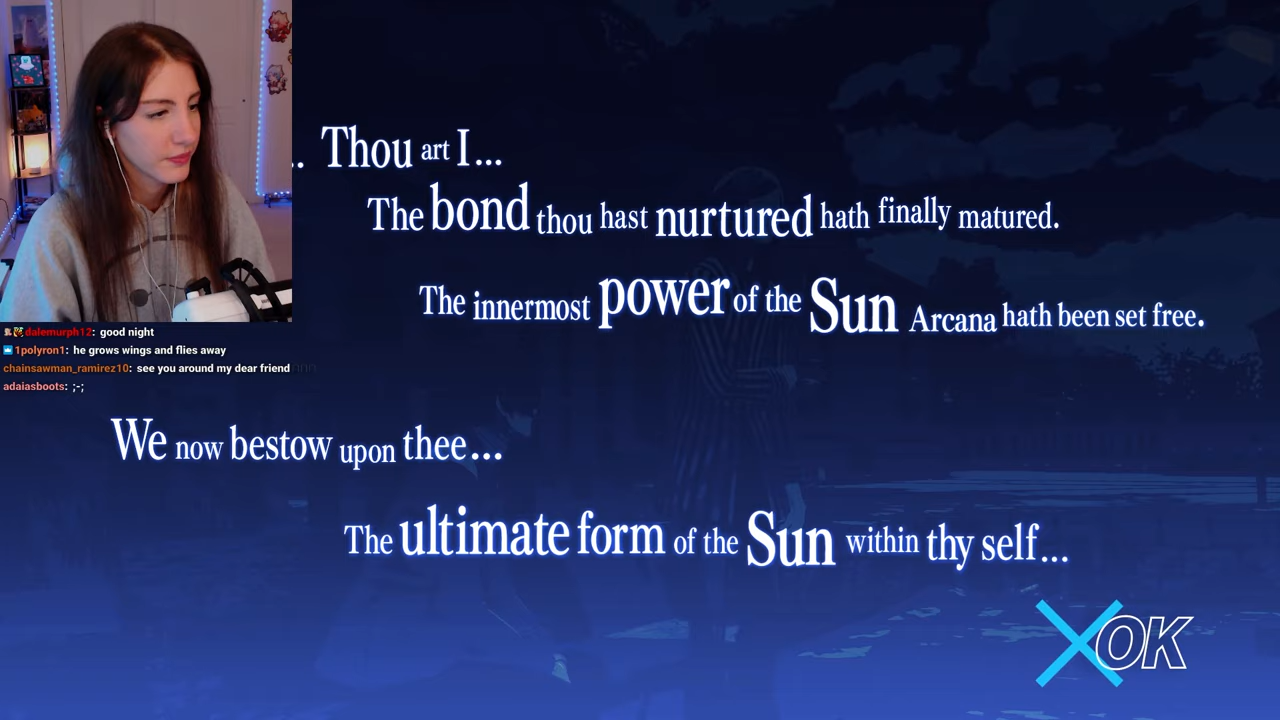 .. Thou art I...
The bond thou hast nurtured hath finally matured.
The innermost power of the Sun Arcana hath been set free.
dalemurph12: good night
1polyron1: he grows wings and flies away
chainsawman_ramirez10: see you around my dear friend
adaiasboots: ;-;
We now bestow upon thee...
The ultimate form of the Sun within thy self...
OK